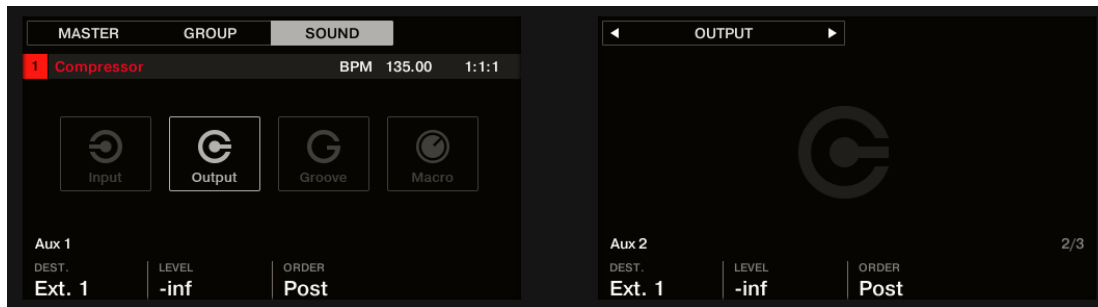 MASTER GROUP SOUND
1 Compressor BPM 135.00 1:1:1
Input Output Groove Macro
Aux 1
DEST. LEVEL ORDER
Ext. 1 -inf Post
OUTPUT
Aux 2 2/3
DEST. LEVEL ORDER
Ext. 1 -inf Post